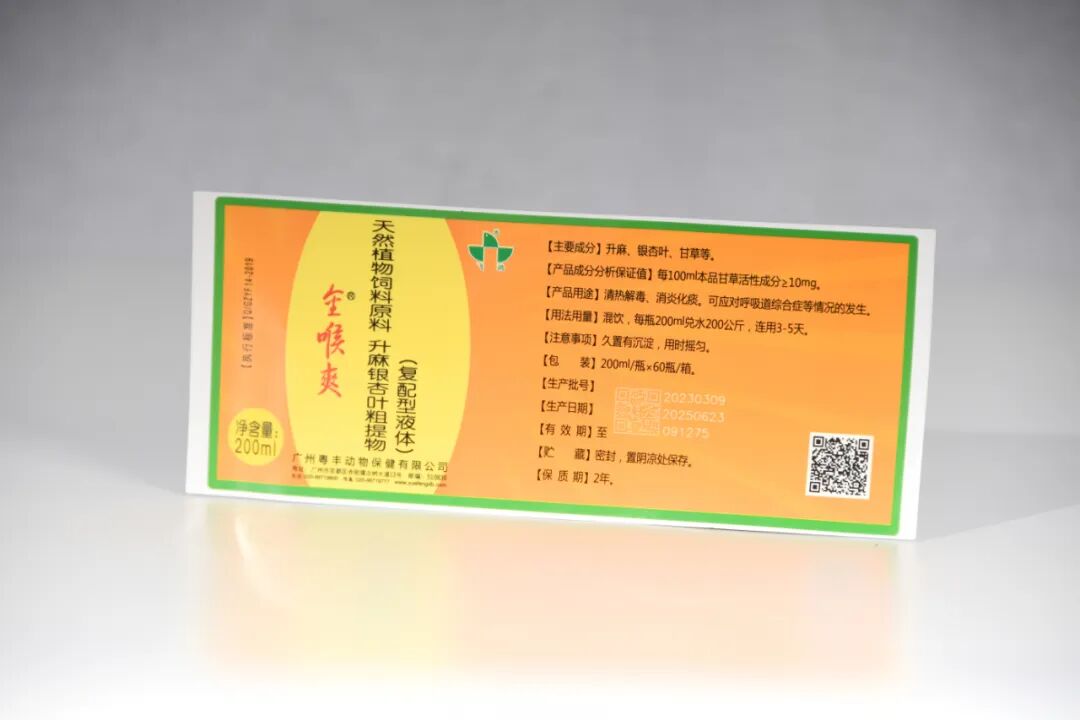 【执行标准】Q/GZYF 14-2019
净含量:
200ml
金喉爽®
天然植物饲料原料 升麻银杏叶粗提物
(复配型液体)
广州粤丰动物保健有限公司
【主要成分】升麻、银杏叶、甘草等。
【产品成分分析保证值】每100ml本品甘草活性成分≥10mg。
【产品用途】清热解毒、消炎化痰。可应对呼吸道综合症等情况的发生。
【用法用量】混饮，每瓶200ml兑水200公斤，连用3-5天。
【注意事项】久置有沉淀，用时摇匀。
【包 装】200ml/瓶×60瓶/箱。
【生产批号】 20230309
【生产日期】 20250623
【有 效 期】至 091275
【贮 藏】密封，置阴凉处保存。
【保 质 期】2年。